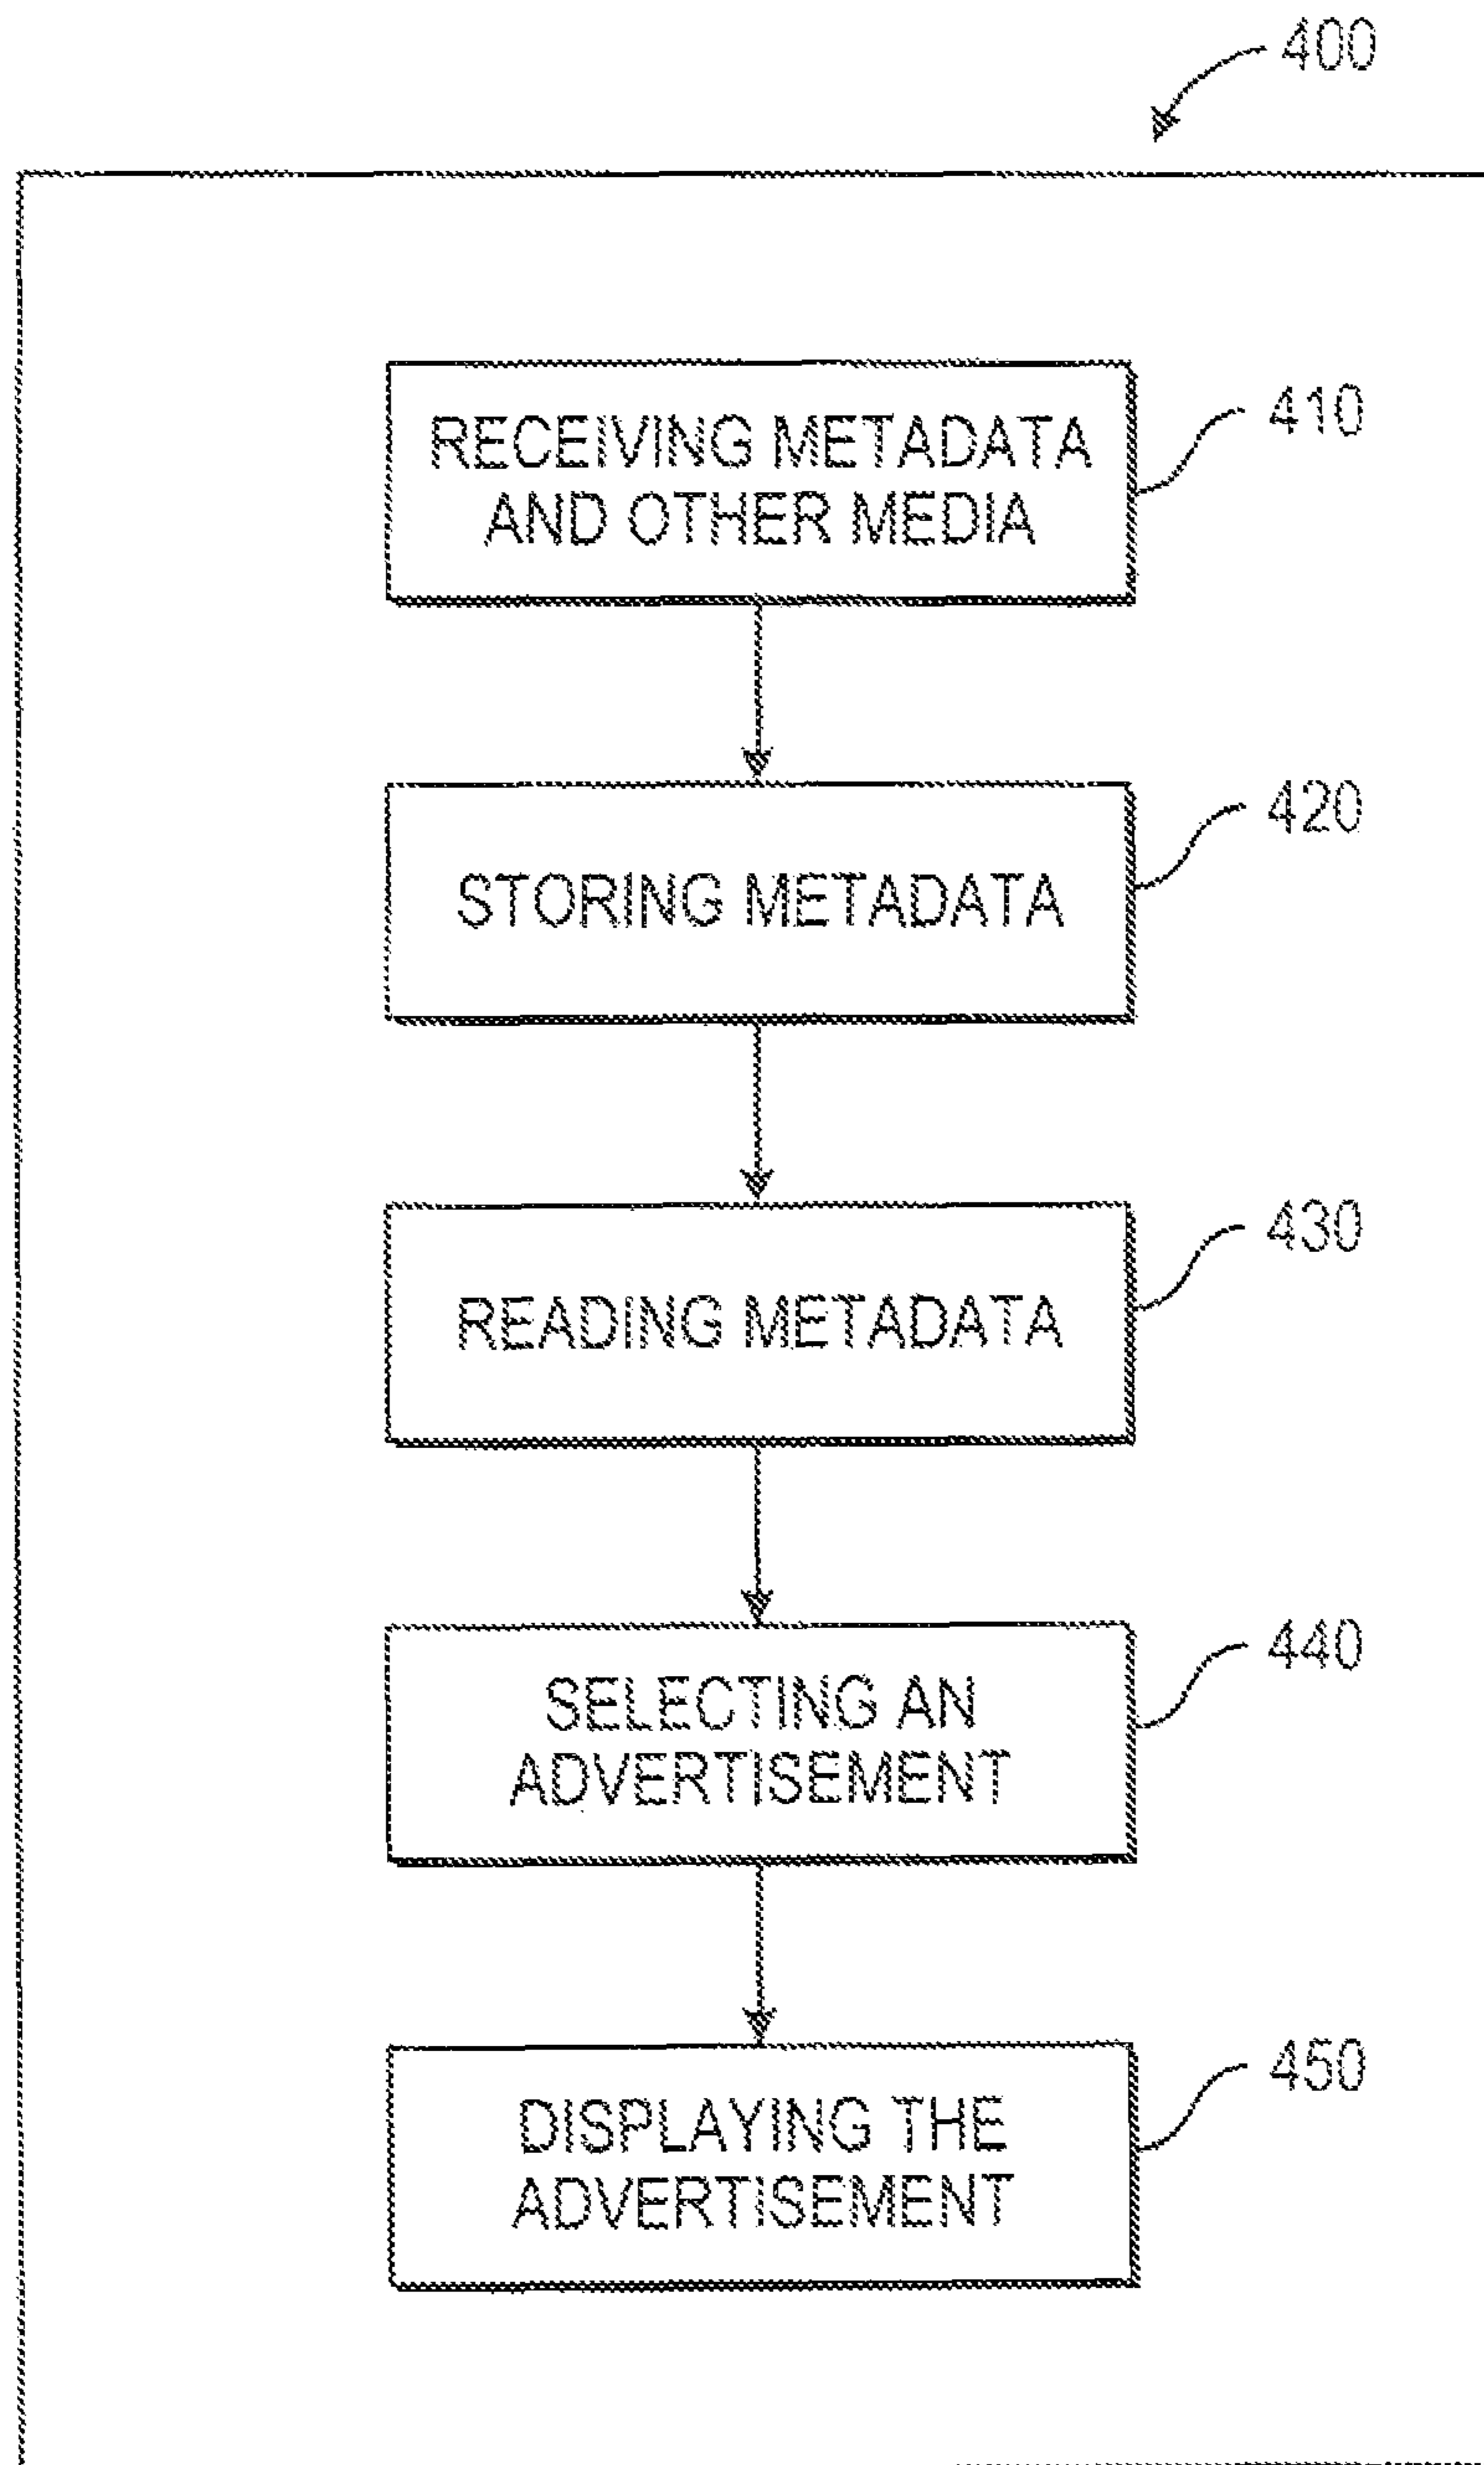 400
RECEIVING METADATA
AND OTHER MEDIA
410
STORING METADATA
420
READING METADATA
430
SELECTING AN
ADVERTISEMENT
440
DISPLAYING THE
ADVERTISEMENT
450